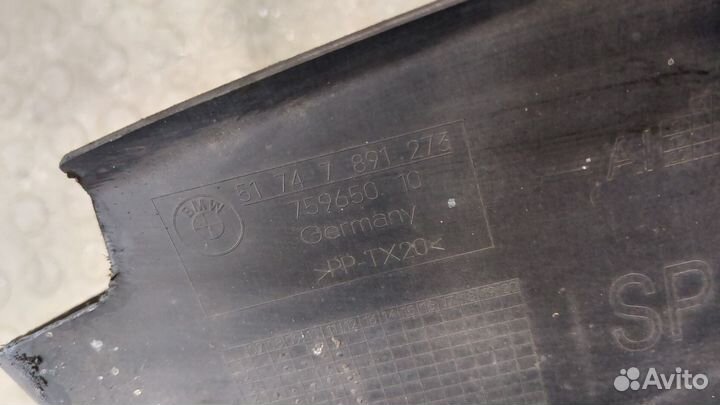 BMW
51 74 7 891 273
759650 10
Germany
>PP-TX20<
SP
Avito